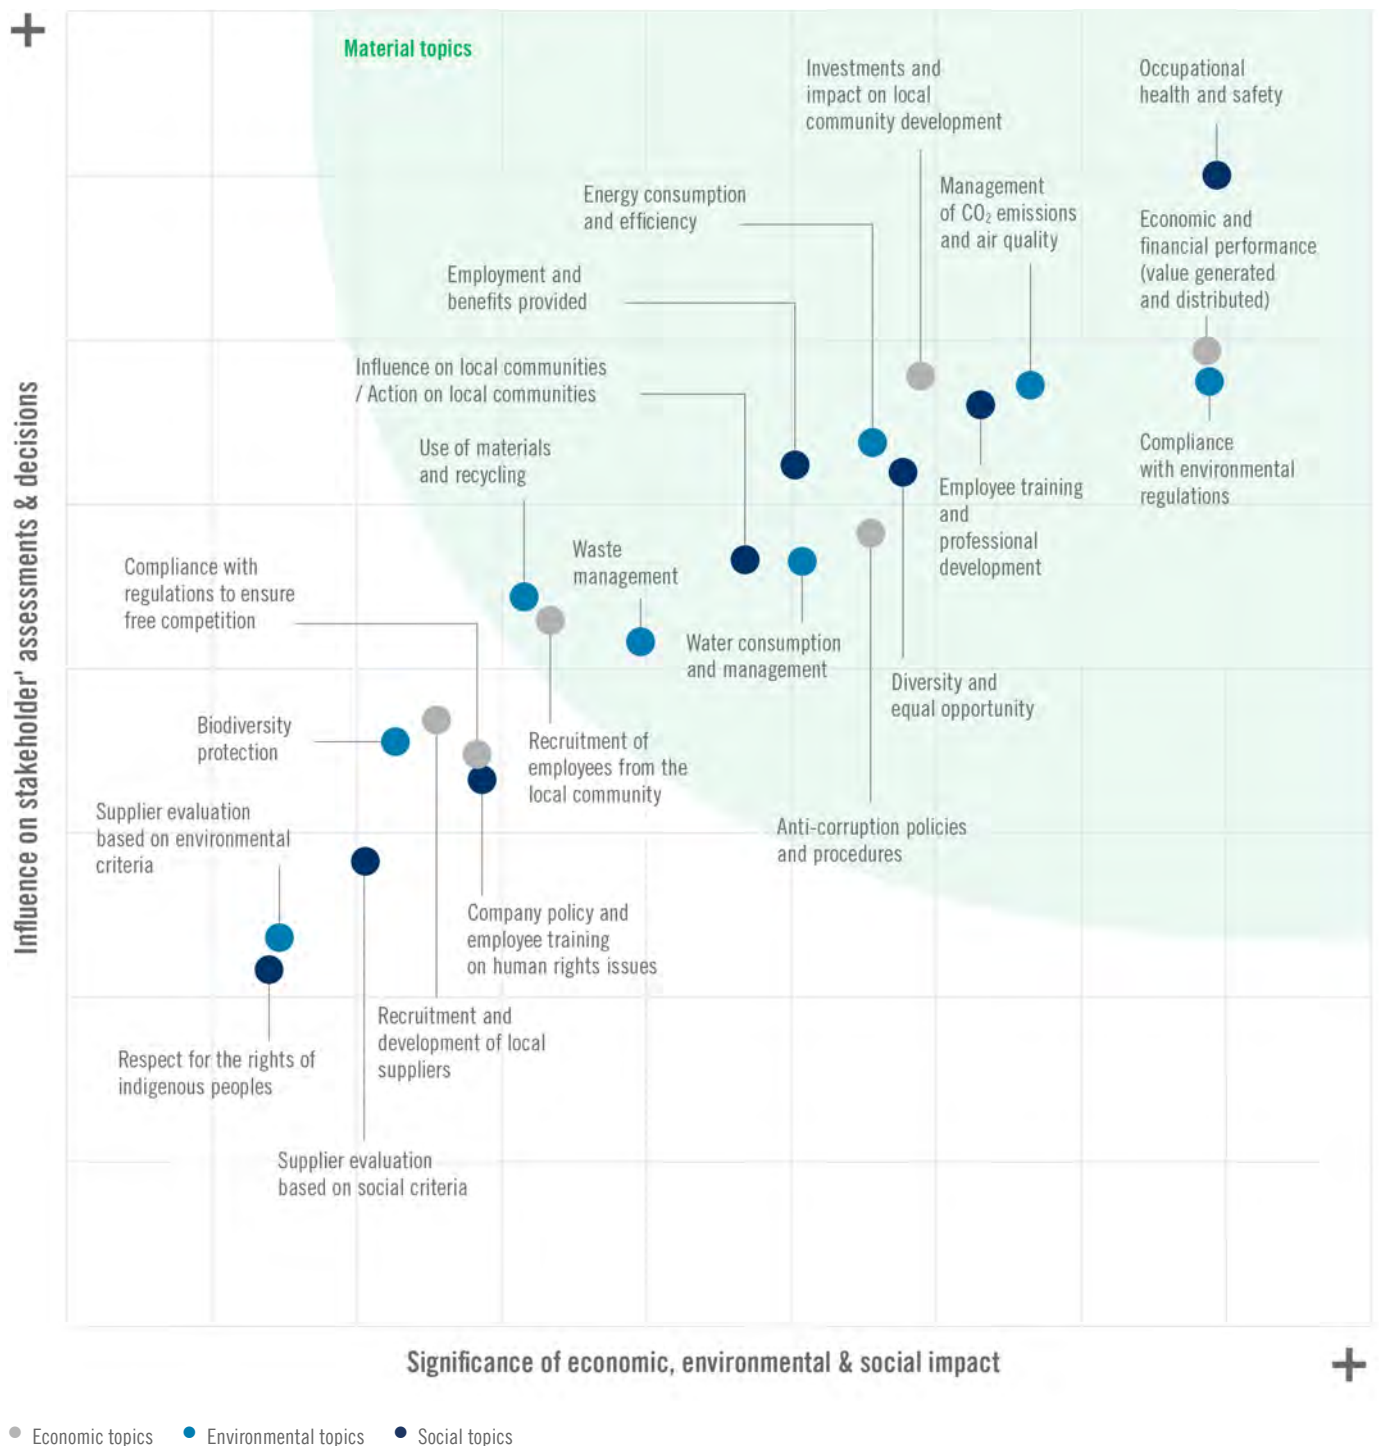 +
Material topics
Investments and
impact on local
community development
Occupational
health and safety
Energy consumption
and efficiency
Management
of CO₂ emissions
and air quality
Economic and
financial performance
(value generated
and distributed)
Employment and
benefits provided
Influence on local communities
/ Action on local communities
Use of materials
and recycling
Compliance
with environmental
regulations
Employee training
and
professional
development
Waste
management
Compliance with
regulations to ensure
free competition
Water consumption
and management
Diversity and
equal opportunity
Biodiversity
protection
Recruitment of
employees from the
local community
Supplier evaluation
based on environmental
criteria
Anti-corruption policies
and procedures
Company policy and
employee training
on human rights issues
Recruitment and
development of local
suppliers
Respect for the rights of
indigenous peoples
Supplier evaluation
based on social criteria
Influence on stakeholder' assessments & decisions
Significance of economic, environmental & social impact
+
Economic topics
Environmental topics
Social topics